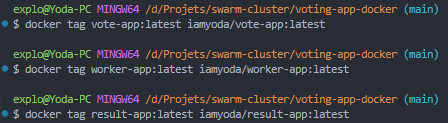 explo@Yoda-PC MINGW64 /d/Projets/swarm-cluster/voting-app-docker (main)
$ docker tag vote-app:latest iamyoda/vote-app:latest
explo@Yoda-PC MINGW64 /d/Projets/swarm-cluster/voting-app-docker (main)
$ docker tag worker-app:latest iamyoda/worker-app:latest
explo@Yoda-PC MINGW64 /d/Projets/swarm-cluster/voting-app-docker (main)
$ docker tag result-app:latest iamyoda/result-app:latest